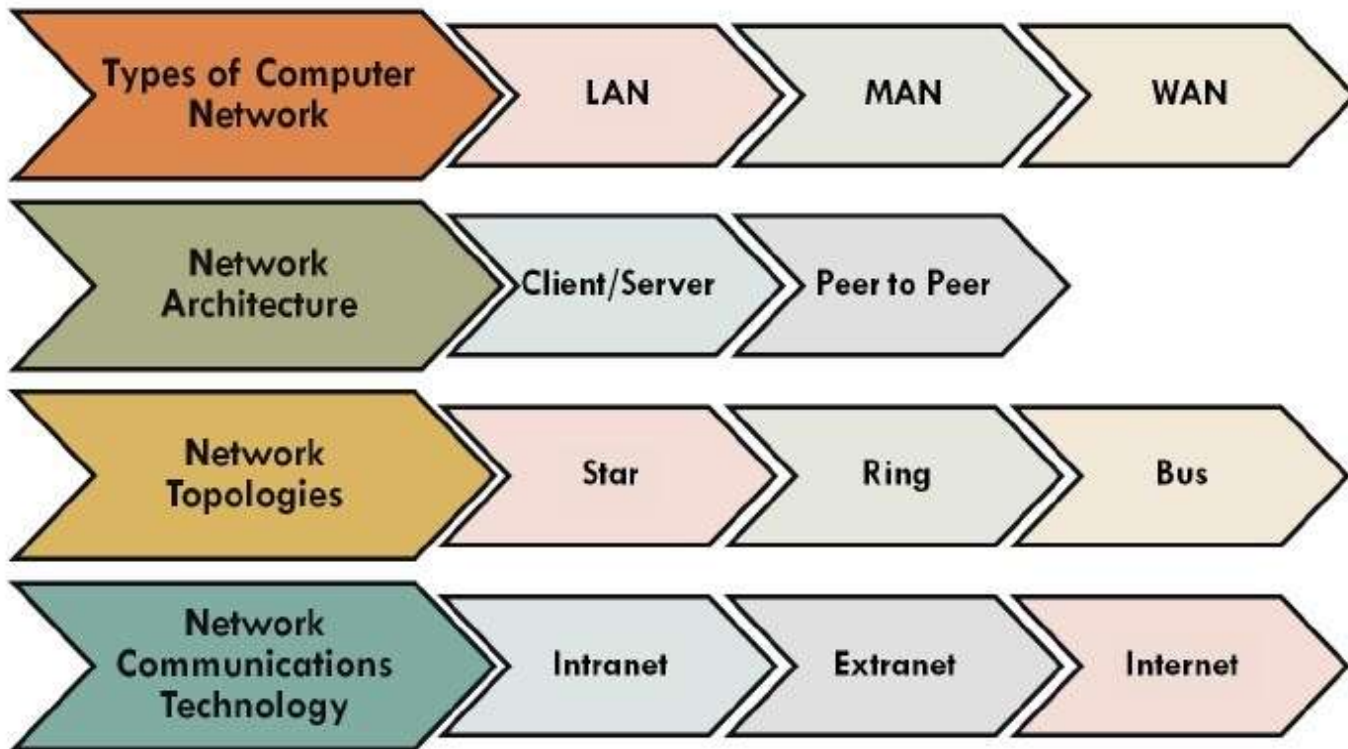 Types of Computer
Network
LAN
MAN
WAN
Network
Architecture
Client/Server
Peer to Peer
Network
Topologies
Star
Ring
Bus
Network
Communications
Technology
Intranet
Extranet
Internet